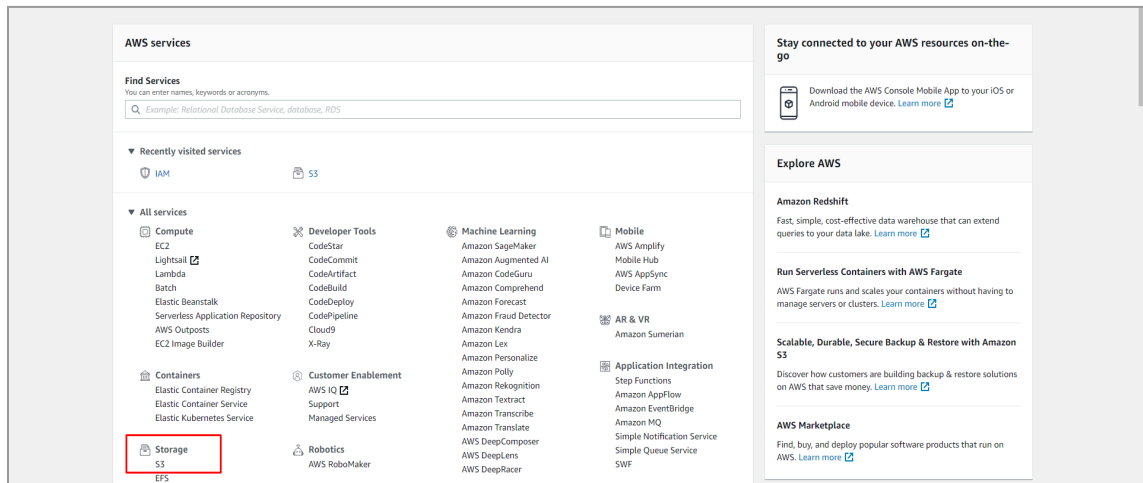 AWS services
Find Services
You can enter names, keywords or acronyms.
Example: Relational Database Service, database, RDS
Recently visited services
IAM
S3
All services
Compute
EC2
Lightsail
Lambda
Batch
Elastic Beanstalk
Serverless Application Repository
AWS Outposts
EC2 Image Builder
Containers
Elastic Container Registry
Elastic Container Service
Elastic Kubernetes Service
Storage
S3
EFS
Developer Tools
CodeStar
CodeCommit
CodeArtifact
CodeBuild
CodeDeploy
CodePipeline
Cloud9
X-Ray
Customer Enablement
AWS IQ
Support
Managed Services
Robotics
AWS RoboMaker
Machine Learning
Amazon SageMaker
Amazon Augmented AI
Amazon CodeGuru
Amazon Comprehend
Amazon Forecast
Amazon Fraud Detector
Amazon Kendra
Amazon Lex
Amazon Personalize
Amazon Polly
Amazon Rekognition
Amazon Textract
Amazon Transcribe
Amazon Translate
AWS DeepComposer
AWS DeepLens
AWS DeepRacer
Mobile
AWS Amplify
Mobile Hub
AWS AppSync
Device Farm
AR & VR
Amazon Sumerian
Application Integration
Step Functions
Amazon AppFlow
Amazon EventBridge
Amazon MQ
Simple Notification Service
Simple Queue Service
SWF
Stay connected to your AWS resources on-the-
go
Download the AWS Console Mobile App to your iOS or
Android mobile device. Learn more
Explore AWS
Amazon Redshift
Fast, simple, cost-effective data warehouse that can extend
queries to your data lake. Learn more
Run Serverless Containers with AWS Fargate
AWS Fargate runs and scales your containers without having to
manage servers or clusters. Learn more
Scalable, Durable, Secure Backup & Restore with Amazon
S3
Discover how customers are building backup & restore solutions
on AWS that save money. Learn more
AWS Marketplace
Find, buy, and deploy popular software products that run on
AWS. Learn more